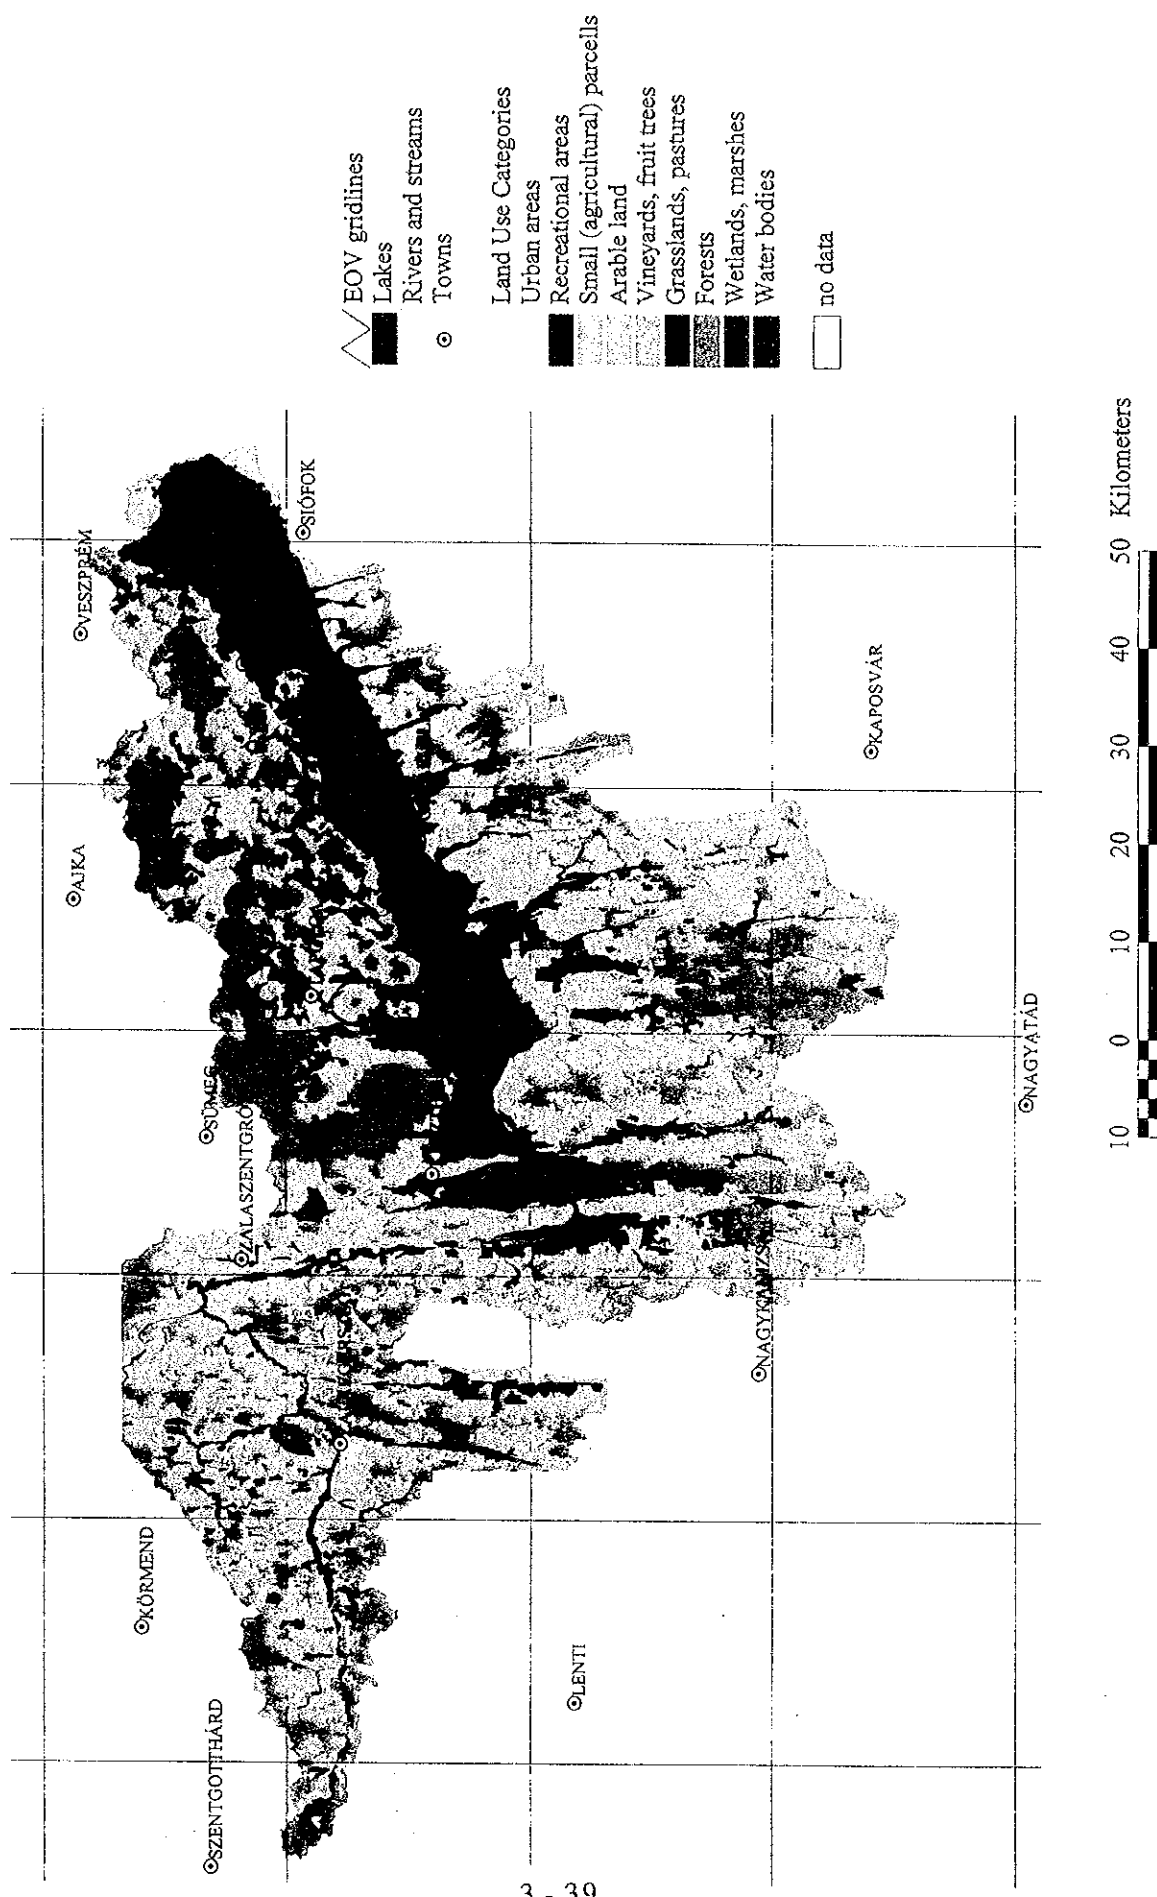 EOV gridlines
Lakes
Rivers and streams
Towns
Land Use Categories
Urban areas
Recreational areas
Small (agricultural) parcells
Arable land
Vineyards, fruit trees
Grasslands, pastures
Forests
Wetlands, marshes
Water bodies
no data
VESZPRÉM
AJKA
SIÓFOK
SÜMEG
ZALASZENTGRÓ
KÖRMEND
SZENTGOTTHÁRD
KAPOSVÁR
NAGYKANIZSA
LENTI
NAGYATÁD
10 0 10 20 30 40 50 Kilometers
3 - 39